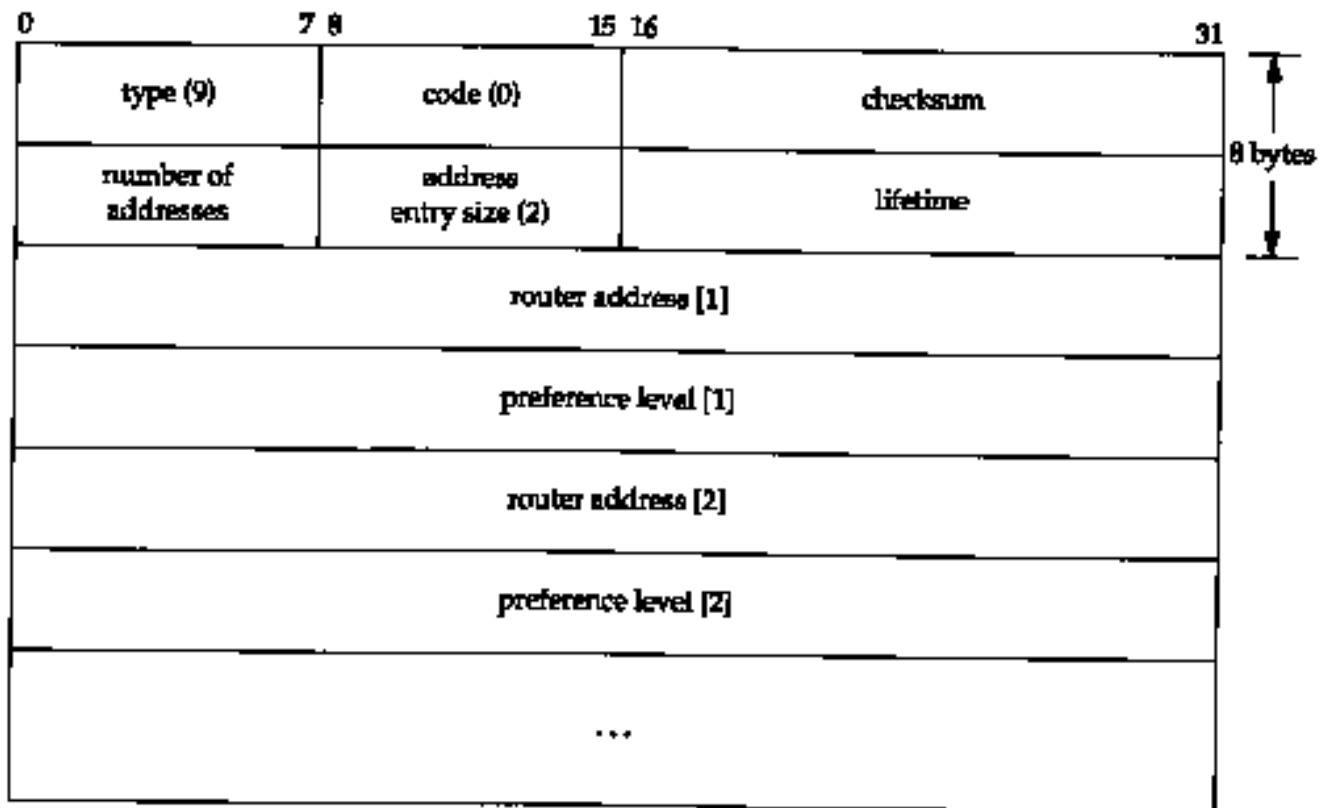 0 7 8 15 16 31
type (9) code (0) checksum
8 bytes
number of addresses address entry size (2) lifetime
router address [1]
preference level [1]
router address [2]
preference level [2]
...